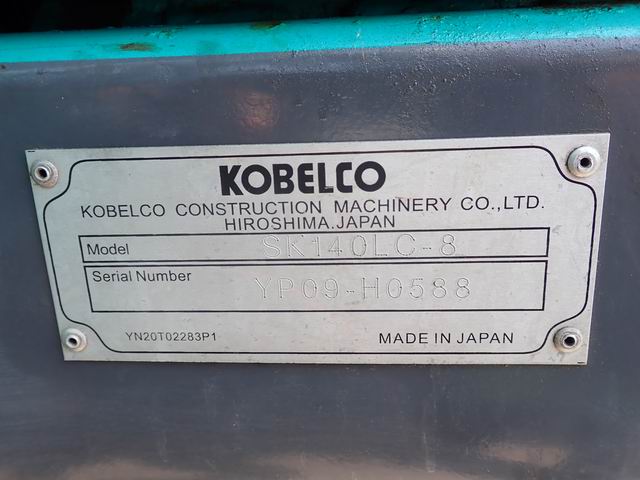 KOBELCO
KOBELCO CONSTRUCTION MACHINERY CO.,LTD.
HIROSHIMA.JAPAN
Model SK140LC-8
Serial Number YP09-H0588
YN20T02283P1 MADE IN JAPAN